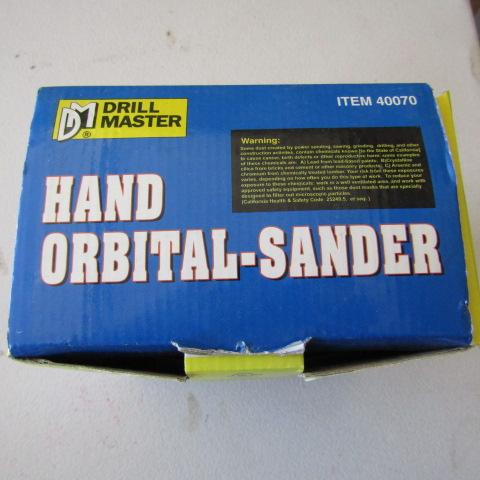 DM DRILL
MASTER
®
ITEM 40070
Warning:
Some dust created by power sanding, sawing, grinding, drilling, and other
construction activities, contain chemicals known [to the State of California]
to cause cancer, birth defects or other reproductive harm. some examples
of these chemicals are: A) Lead from lead-based paints, B)Crystalline
silica from bricks and cement or other masonry products, C) Arsenic and
chromium from chemically treated lumber. Your risk from these exposures
varies, depending on how often you do this type of work. To reduce your
exposure to these chemicals: work in a well ventilated area, and work with
approved safety equipment, such as those dust masks that are specially
designed to filter out microscopic particles.
(California Health & Safety Code 25249.5, et seq.)
HAND
ORBITAL-SANDER